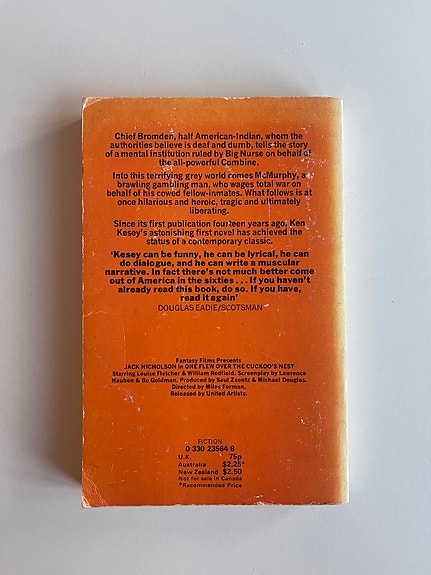 Chief Bromden, half American-Indian, whom the
authorities believe is deaf and dumb, tells the story
of a mental institution ruled by Big Nurse on behalf of
the all-powerful Combine.
Into this terrifying grey world comes McMurphy, a
brawling gambling man, who wages total war on
behalf of his cowed fellow-inmates. What follows is at
once hilarious and heroic, tragic and ultimately
liberating.
Since its first publication fourteen years ago, Ken
Kesey's astonishing first novel has achieved the
status of a contemporary classic.
'Kesey can be funny, he can be lyrical, he can
do dialogue, and he can write a muscular
narrative. In fact there's not much better come
out of America in the sixties . . . If you haven't
already read this book, do so. If you have,
read it again'
DOUGLAS EADIE/SCOTSMAN
Fantasy Films Presents
JACK NICHOLSON in ONE FLEW OVER THE CUCKOO'S NEST
Starring Louise Fletcher & William Redfield. Screenplay by Lawrence
Hauben & Bo Goldman. Produced by Saul Zaentz & Michael Douglas.
Directed by Milos Forman.
Released by United Artists.
FICTION
0 330 23564 8
U.K. 75p
Australia $2.25*
New Zealand $2.50
Not for sale in Canada
*Recommended Price